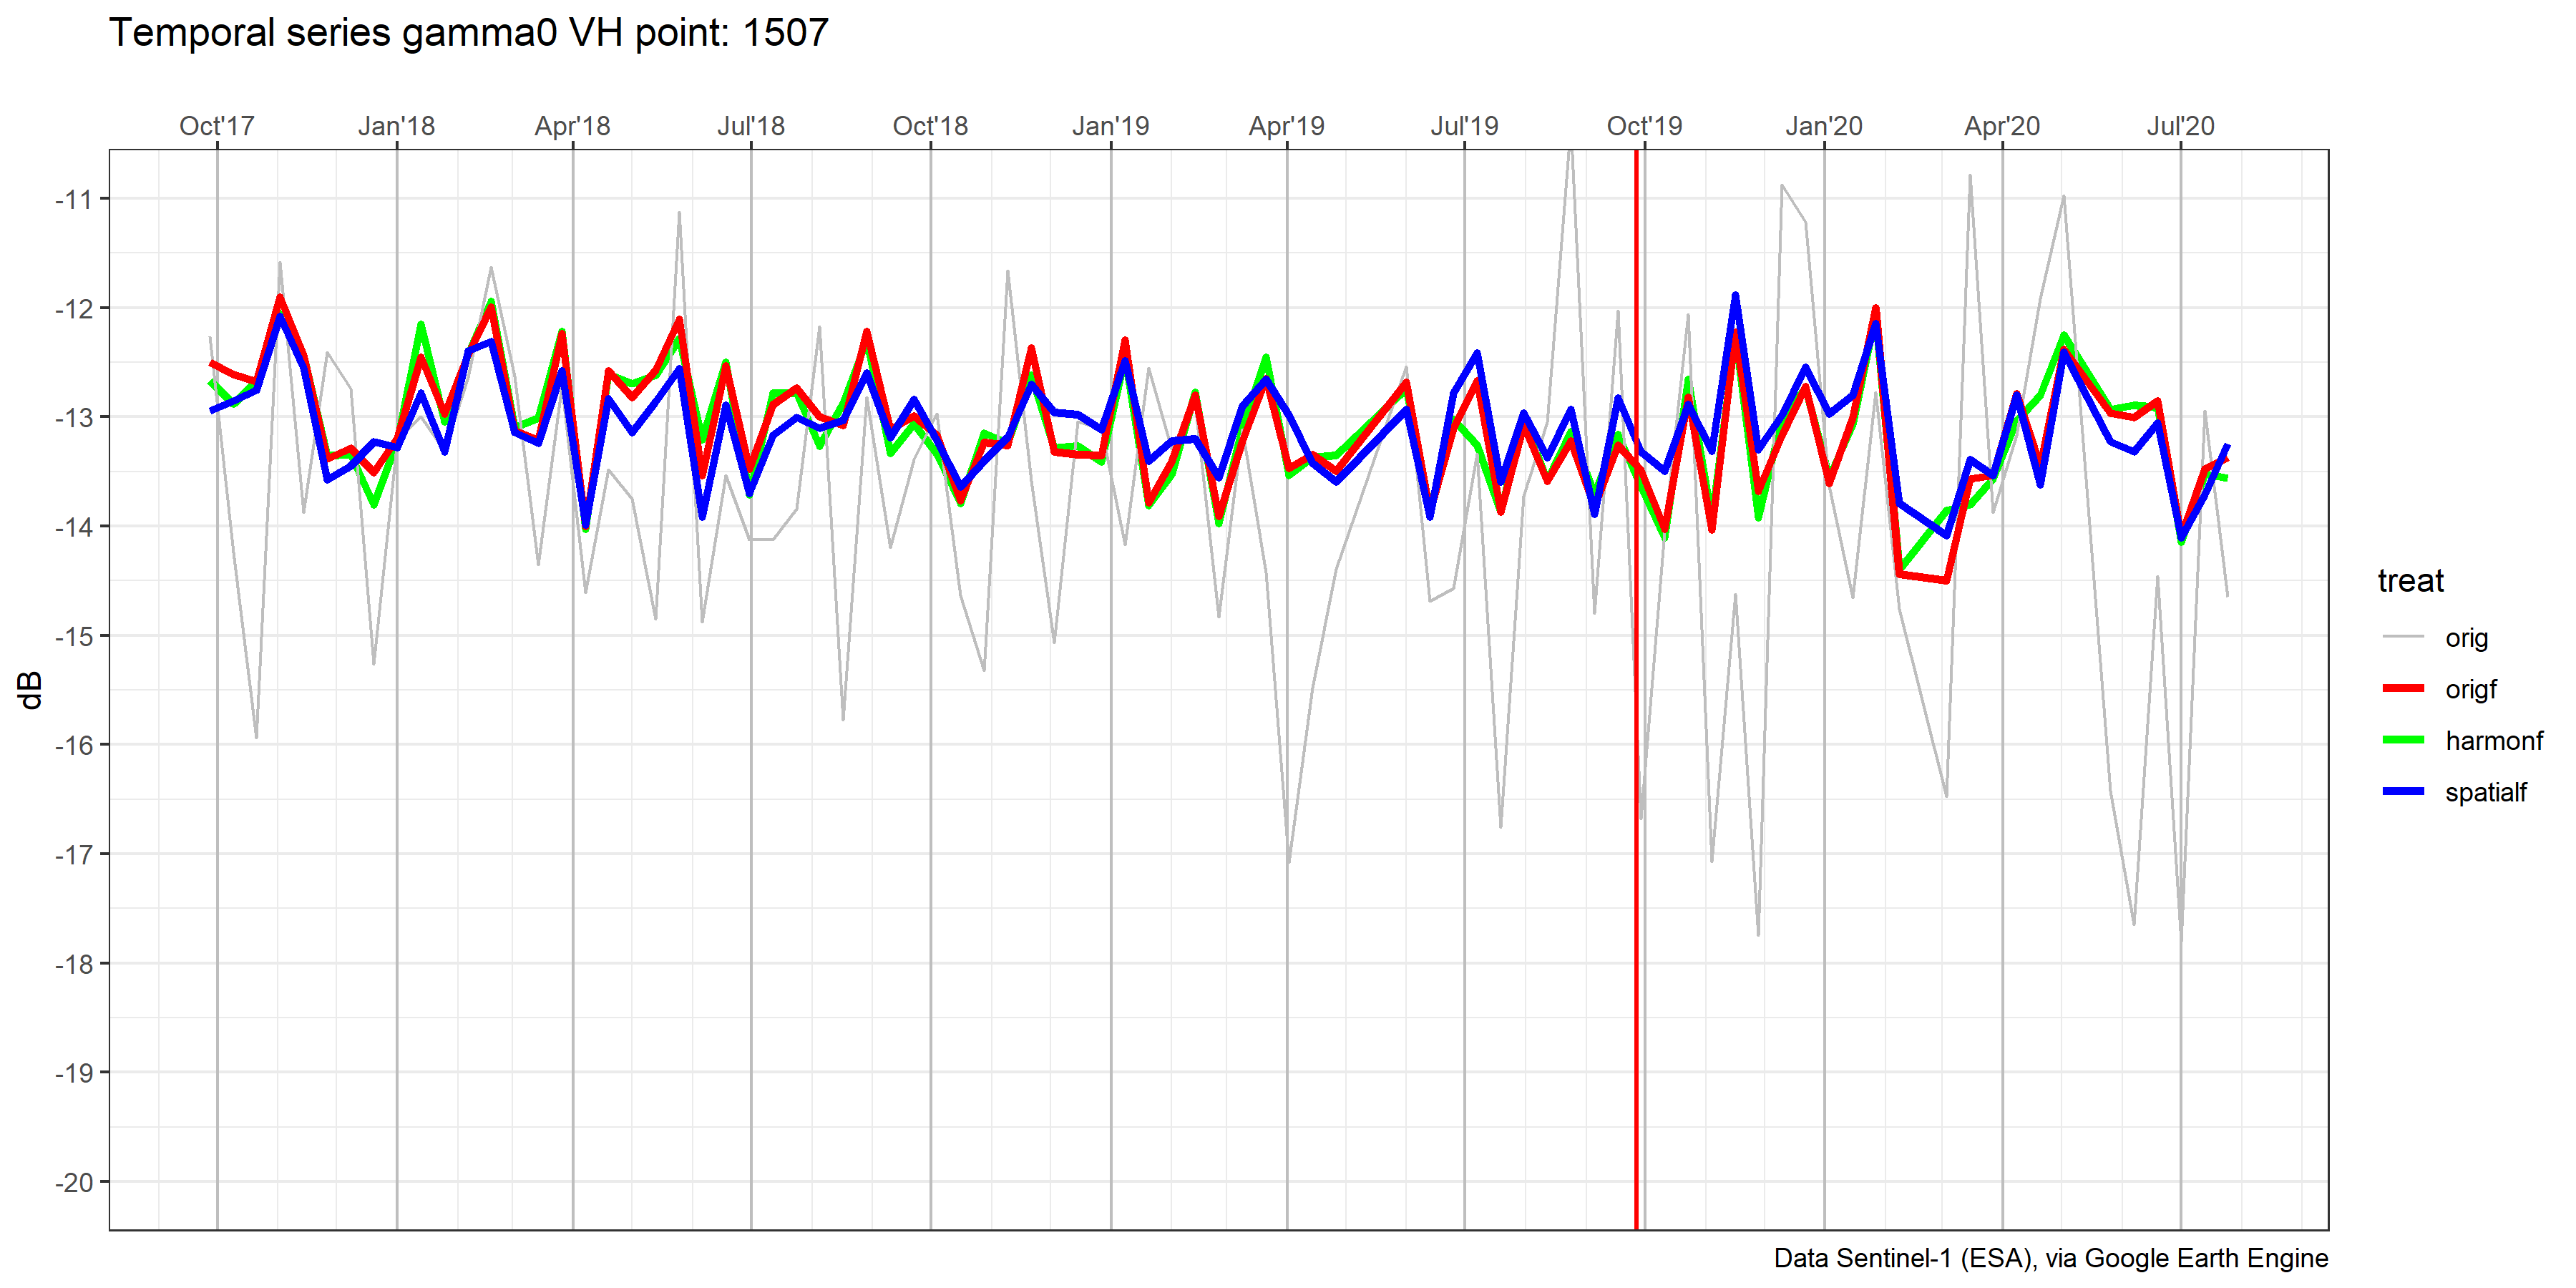 Temporal series gamma0 VH point: 1507
Oct'17 Jan'18 Apr'18 Jul'18 Oct'18 Jan'19 Apr'19 Jul'19 Oct'19 Jan'20 Apr'20 Jul'20
-11
-12
-13
-14
-15
-16
-17
-18
-19
-20
dB
treat
orig
origf
harmonf
spatialf
Data Sentinel-1 (ESA), via Google Earth Engine